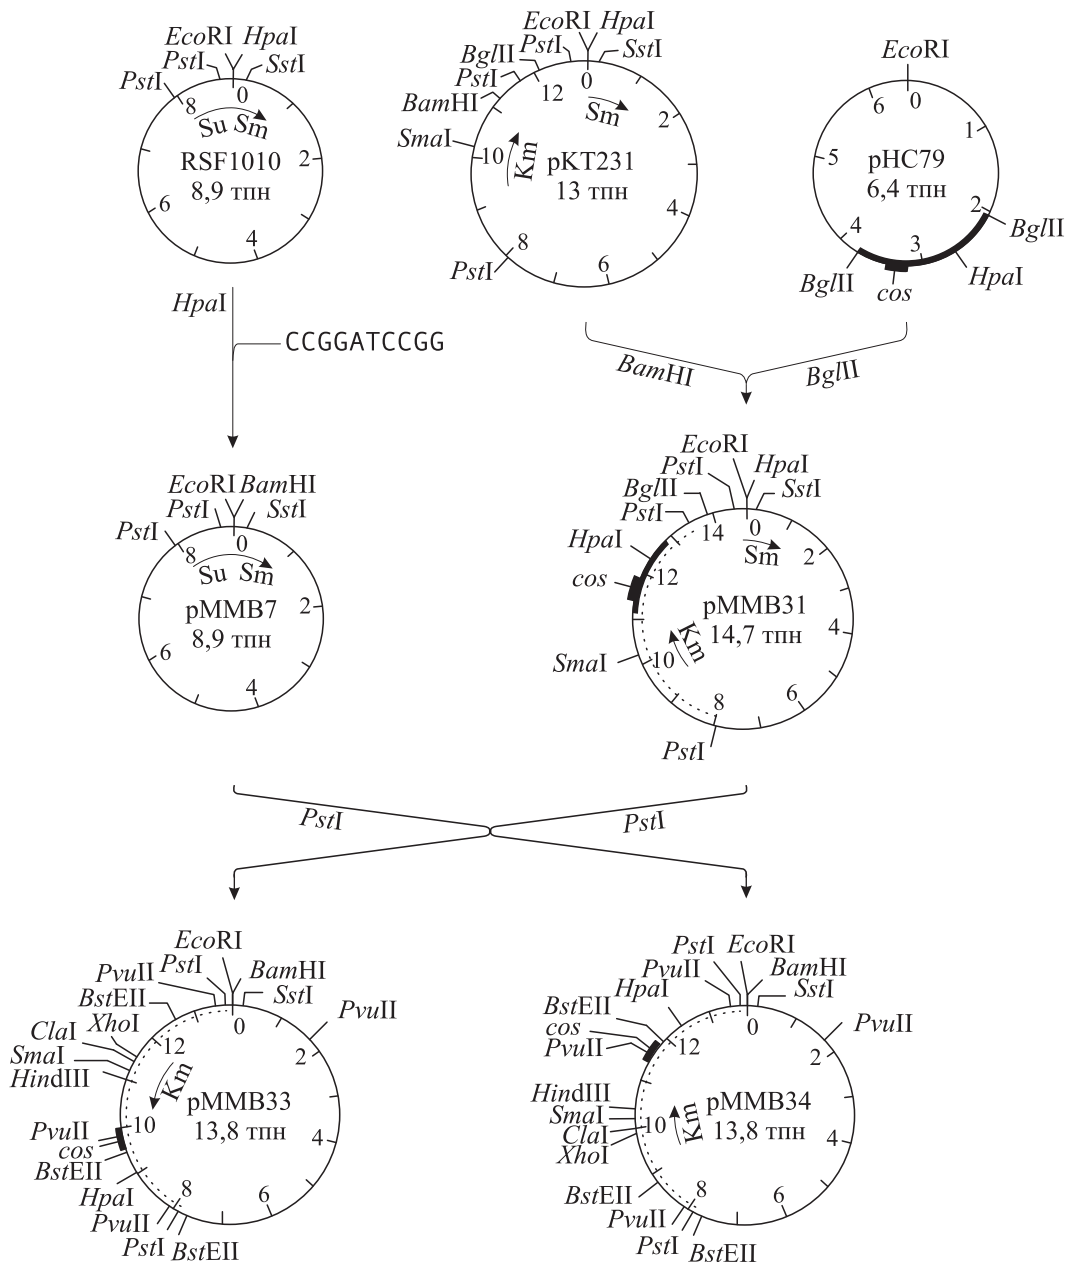 EcoRI HpaI
PstI SstI
PstI
8 0
Su Sm
2
RSF1010
8,9 тпн
6
4
EcoRI HpaI
PstI
BglII SstI
PstI
BamHI
12 0
Sm
2
SmaI
10
Km
pKT231
13 тпн
4
8
PstI
6
EcoRI
6 0
1
5
pHC79
6,4 тпн
2
BglII
4
3
BglII
HpaI
cos
HpaI
CCGGATCCGG
BamHI
BglII
EcoRI BamHI
PstI SstI
PstI
8 0
Su Sm
2
pMMB7
8,9 тпн
6
4
EcoRI
PstI HpaI
BglII SstI
PstI
14 0
HpaI
Sm
2
cos
12
pMMB31
14,7 тпн
Km
4
SmaI
10
8
6
PstI
PstI
PstI
EcoRI
PstI BamHI
PvuII
BstEII SstI
XhoI PvuII
ClaI
0
12
SmaI
2
HindIII
Km
pMMB33
13,8 тпн
10
PvuII
cos
4
BstEII
HpaI
8
6
PvuII
PstI BstEII
PstI EcoRI
PvuII BamHI
HpaI SstI
BstEII
cos PvuII
PvuII
0
12
2
HindIII
SmaI
pMMB34
10
Km
13,8 тпн
ClaI
XhoI
4
BstEII
8
6
PvuII
PstI
BstEII